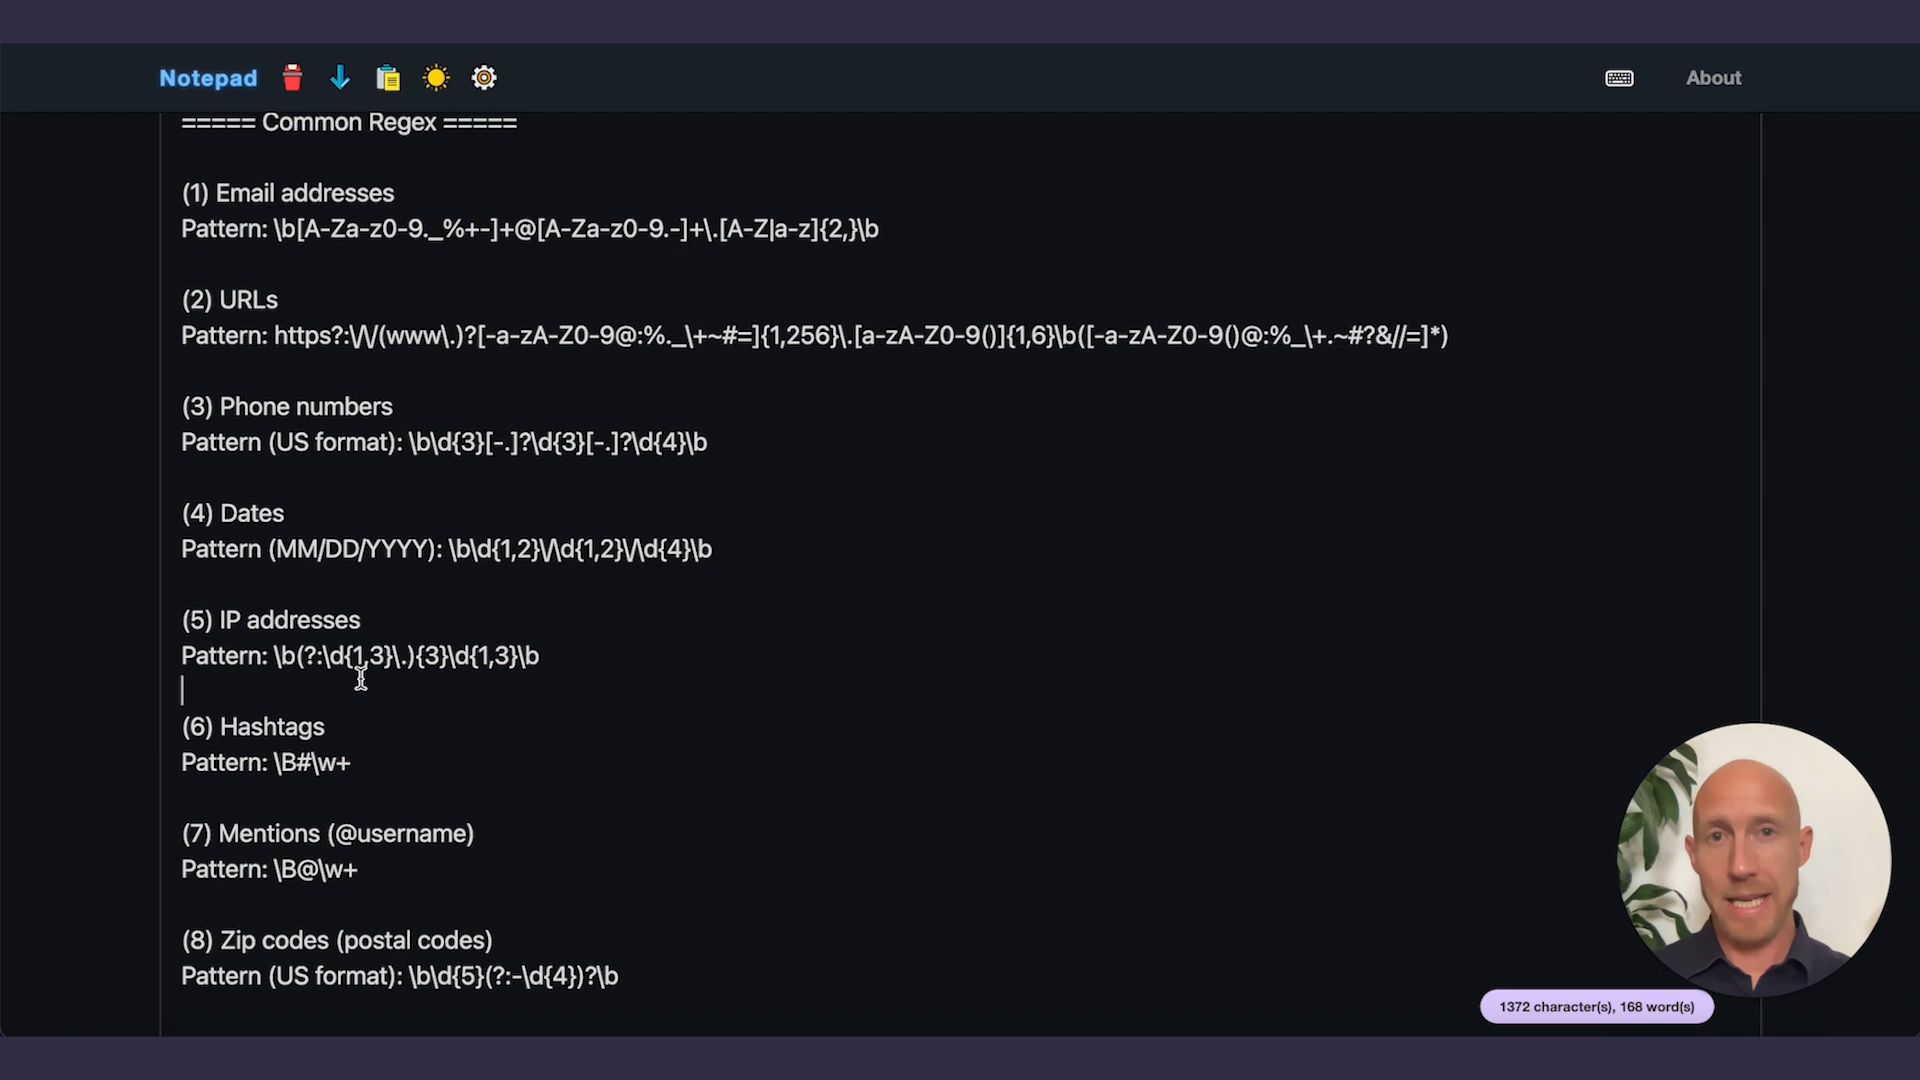 Notepad
About
===== Common Regex =====
(1) Email addresses
Pattern: \b[A-Za-z0-9._%+-]+@[A-Za-z0-9.-]+\.[A-Z|a-z]{2,}\b
(2) URLs
Pattern: https?:\/\/(www\.)?[-a-zA-Z0-9@:%._\+~#=]{1,256}\.[a-zA-Z0-9()]{1,6}\b([-a-zA-Z0-9()@:%_\+.~#?&//=]*)
(3) Phone numbers
Pattern (US format): \b\d{3}[-.]?\d{3}[-.]?\d{4}\b
(4) Dates
Pattern (MM/DD/YYYY): \b\d{1,2}\/\d{1,2}\/\d{4}\b
(5) IP addresses
Pattern: \b(?:\d{1,3}\.){3}\d{1,3}\b
(6) Hashtags
Pattern: \B#\w+
(7) Mentions (@username)
Pattern: \B@\w+
(8) Zip codes (postal codes)
Pattern (US format): \b\d{5}(?:-\d{4})?\b
1372 character(s), 168 word(s)